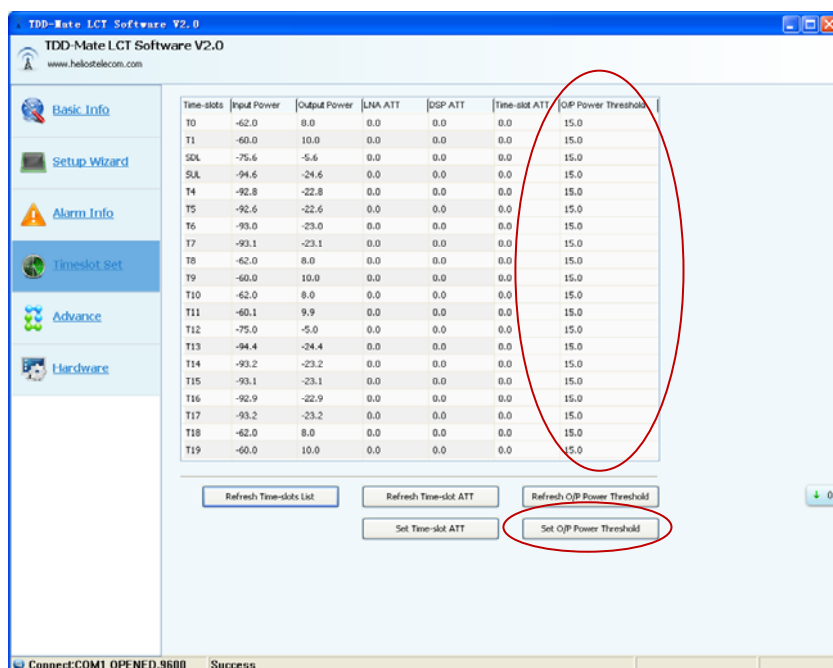 TDD-Mate LCT Software V2.0
TDD-Mate LCT Software V2.0
www.heliostelecom.com
Basic Info
Setup Wizard
Alarm Info
Timeslot Set
Advance
Hardware
Time-slots Input Power Output Power LNA ATT DSP ATT Time-slot ATT O/P Power Threshold
T0 -62.0 8.0 0.0 0.0 0.0 15.0
T1 -60.0 10.0 0.0 0.0 0.0 15.0
SDL -75.6 -5.6 0.0 0.0 0.0 15.0
SUL -94.6 -24.6 0.0 0.0 0.0 15.0
T4 -92.8 -22.8 0.0 0.0 0.0 15.0
T5 -92.6 -22.6 0.0 0.0 0.0 15.0
T6 -93.0 -23.0 0.0 0.0 0.0 15.0
T7 -93.1 -23.1 0.0 0.0 0.0 15.0
T8 -62.0 8.0 0.0 0.0 0.0 15.0
T9 -60.0 10.0 0.0 0.0 0.0 15.0
T10 -62.0 8.0 0.0 0.0 0.0 15.0
T11 -60.1 9.9 0.0 0.0 0.0 15.0
T12 -75.0 -5.0 0.0 0.0 0.0 15.0
T13 -94.4 -24.4 0.0 0.0 0.0 15.0
T14 -93.2 -23.2 0.0 0.0 0.0 15.0
T15 -93.1 -23.1 0.0 0.0 0.0 15.0
T16 -92.9 -22.9 0.0 0.0 0.0 15.0
T17 -93.2 -23.2 0.0 0.0 0.0 15.0
T18 -62.0 8.0 0.0 0.0 0.0 15.0
T19 -60.0 10.0 0.0 0.0 0.0 15.0
Refresh Time-slots List Refresh Time-slot ATT Refresh O/P Power Threshold
Set Time-slot ATT Set O/P Power Threshold
Connect:COM1 OPENED,9600 Success